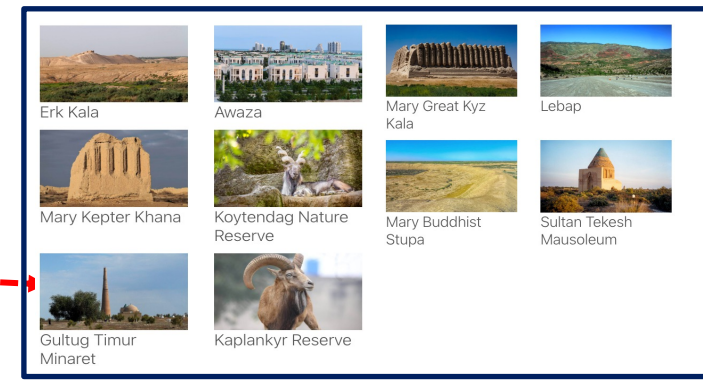 Erk Kala
Awaza
Mary Great Kyz
Kala
Lebap
Mary Kepter Khana
Koytendag Nature
Reserve
Mary Buddhist
Stupa
Sultan Tekesh
Mausoleum
Gultug Timur
Minaret
Kaplankyr Reserve